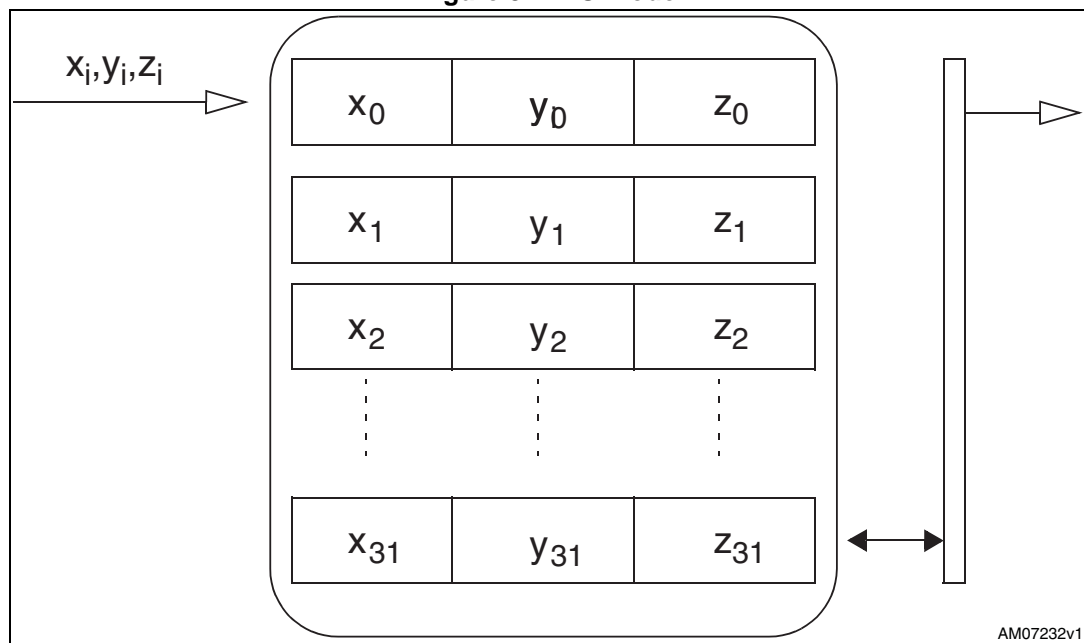 xi,yi,zi
x0 y0 z0
x1 y1 z1
x2 y2 z2
x31 y31 z31
AM07232v1